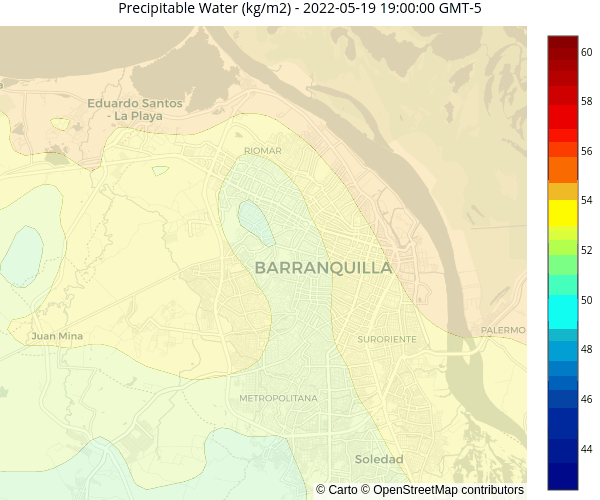 Precipitable Water (kg/m2) - 2022-05-19 19:00:00 GMT-5
60
58
56
54
52
50
48
46
44
Eduardo Santos
- La Playa
RIOMAR
BARRANQUILLA
PALERMO
Juan Mina
SURORIENTE
METROPOLITANA
Soledad
© Carto © OpenStreetMap contributors